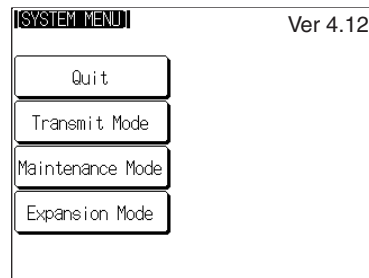 [SYSTEM MENU]
Ver 4.12
Quit
Transmit Mode
Maintenance Mode
Expansion Mode